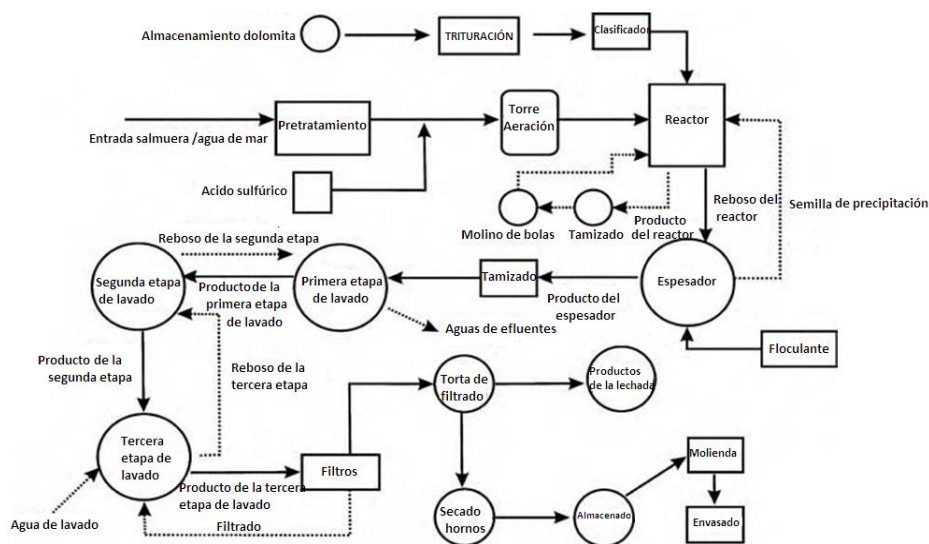 Almacenamiento dolomita
TRITURACIÓN
Clasificador
Entrada salmuera /agua de mar
Pretratamiento
Torre
Aeración
Reactor
Acido sulfúrico
Molino de bolas
Tamizado
Producto
del reactor
Reboso del
reactor
Semilla de precipitación
Reboso de la segunda etapa
Segunda etapa
de lavado
Producto de
la primera etapa
de lavado
Primera etapa
de lavado
Tamizado
Producto del
espesador
Espesador
Aguas de efluentes
Floculante
Producto de la
segunda etapa
Reboso de la
tercera etapa
Torta de
filtrado
Productos
de la lechada
Tercera
etapa de
lavado
Producto de la tercera
etapa de lavado
Filtros
Agua de lavado
Filtrado
Secado
hornos
Almacenado
Molienda
Envasado